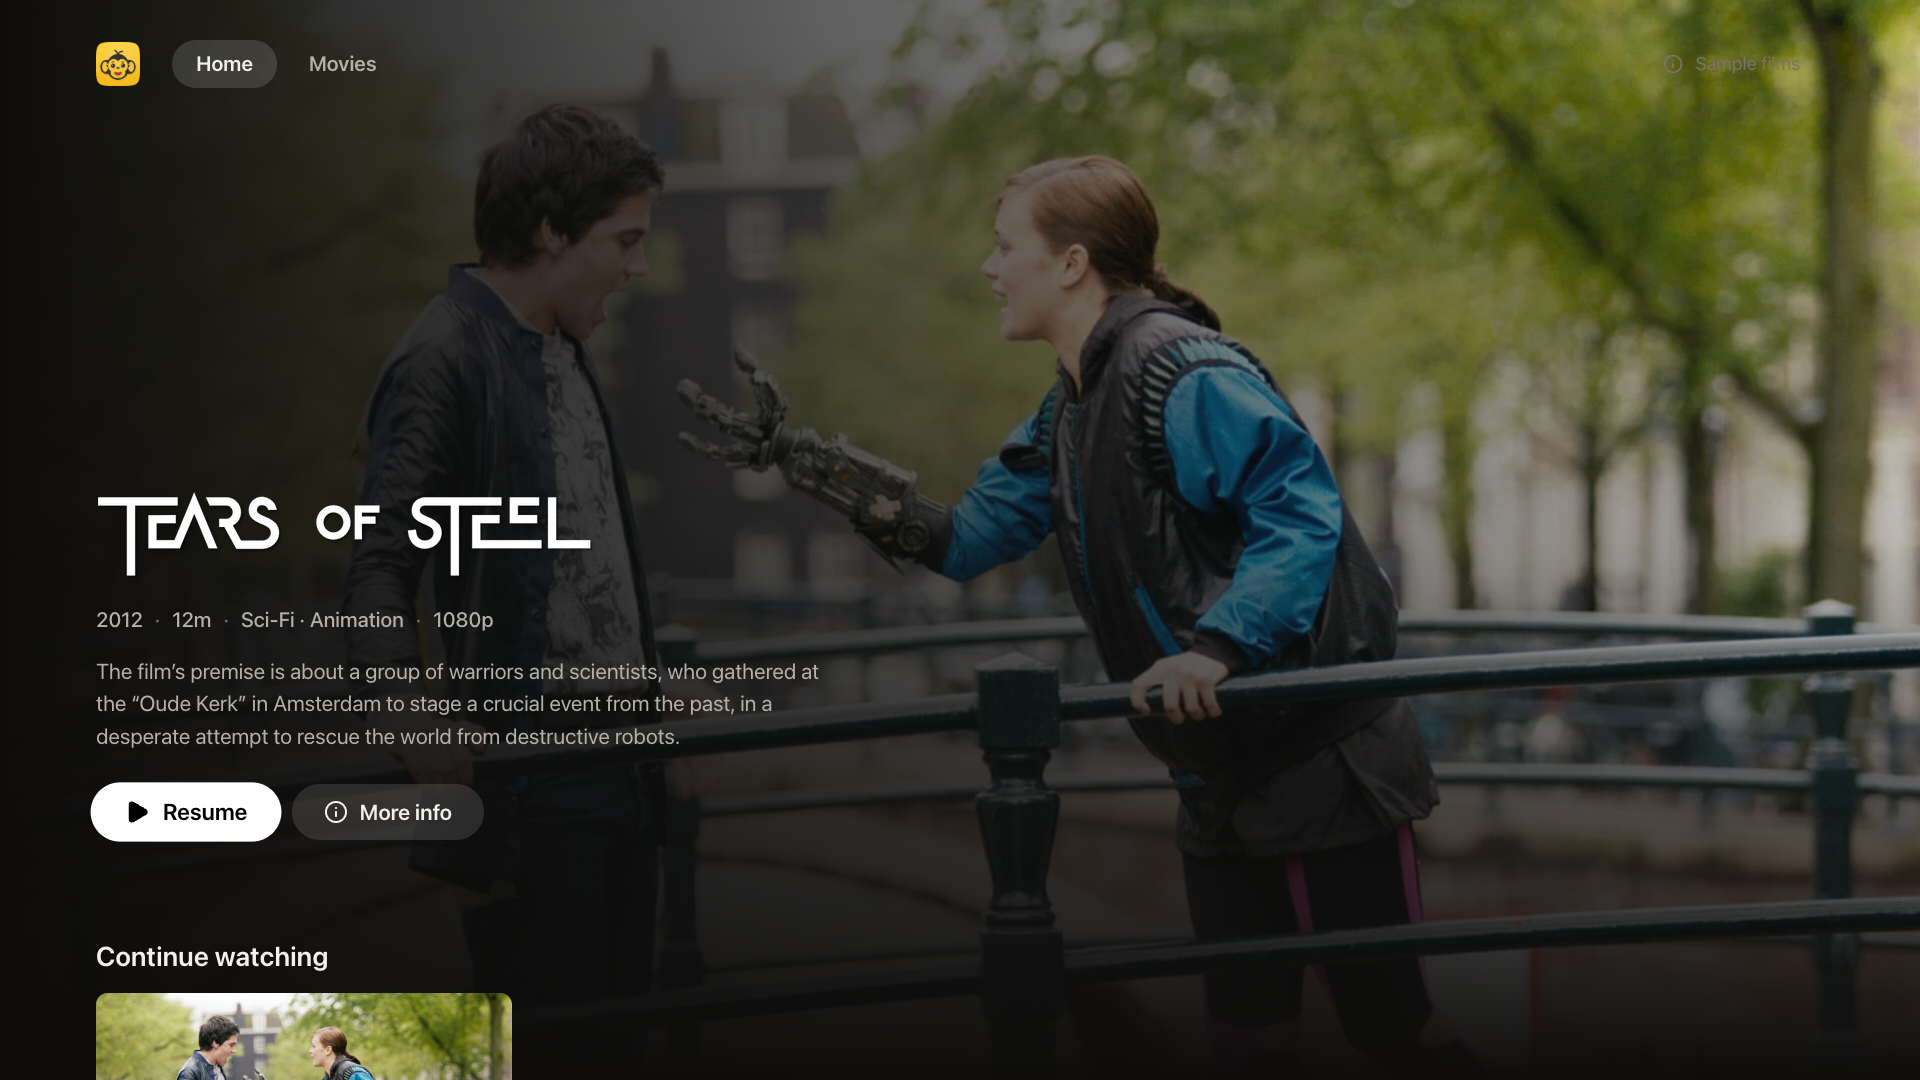 Home
Movies
Sample films
TEARS OF STEEL
2012 · 12m · Sci-Fi · Animation · 1080p
The film’s premise is about a group of warriors and scientists, who gathered at
the “Oude Kerk” in Amsterdam to stage a crucial event from the past, in a
desperate attempt to rescue the world from destructive robots.
Resume
More info
Continue watching